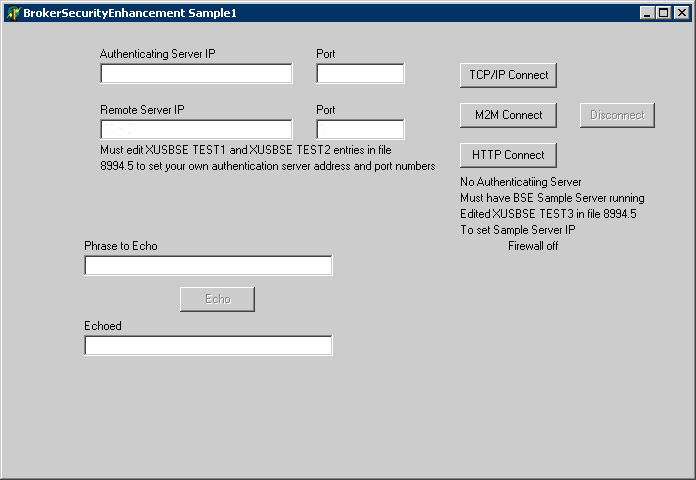 BrokerSecurityEnhancement Sample1
Authenticating Server IP
Port
TCP/IP Connect
Remote Server IP
Port
M2M Connect
Disconnect
Must edit XUSBSE TEST1 and XUSBSE TEST2 entries in file
8994.5 to set your own authentication server address and port numbers
HTTP Connect
No Authenticatiing Server
Must have BSE Sample Server running
Edited XUSBSE TEST3 in file 8994.5
To set Sample Server IP
Firewall off
Phrase to Echo
Echo
Echoed